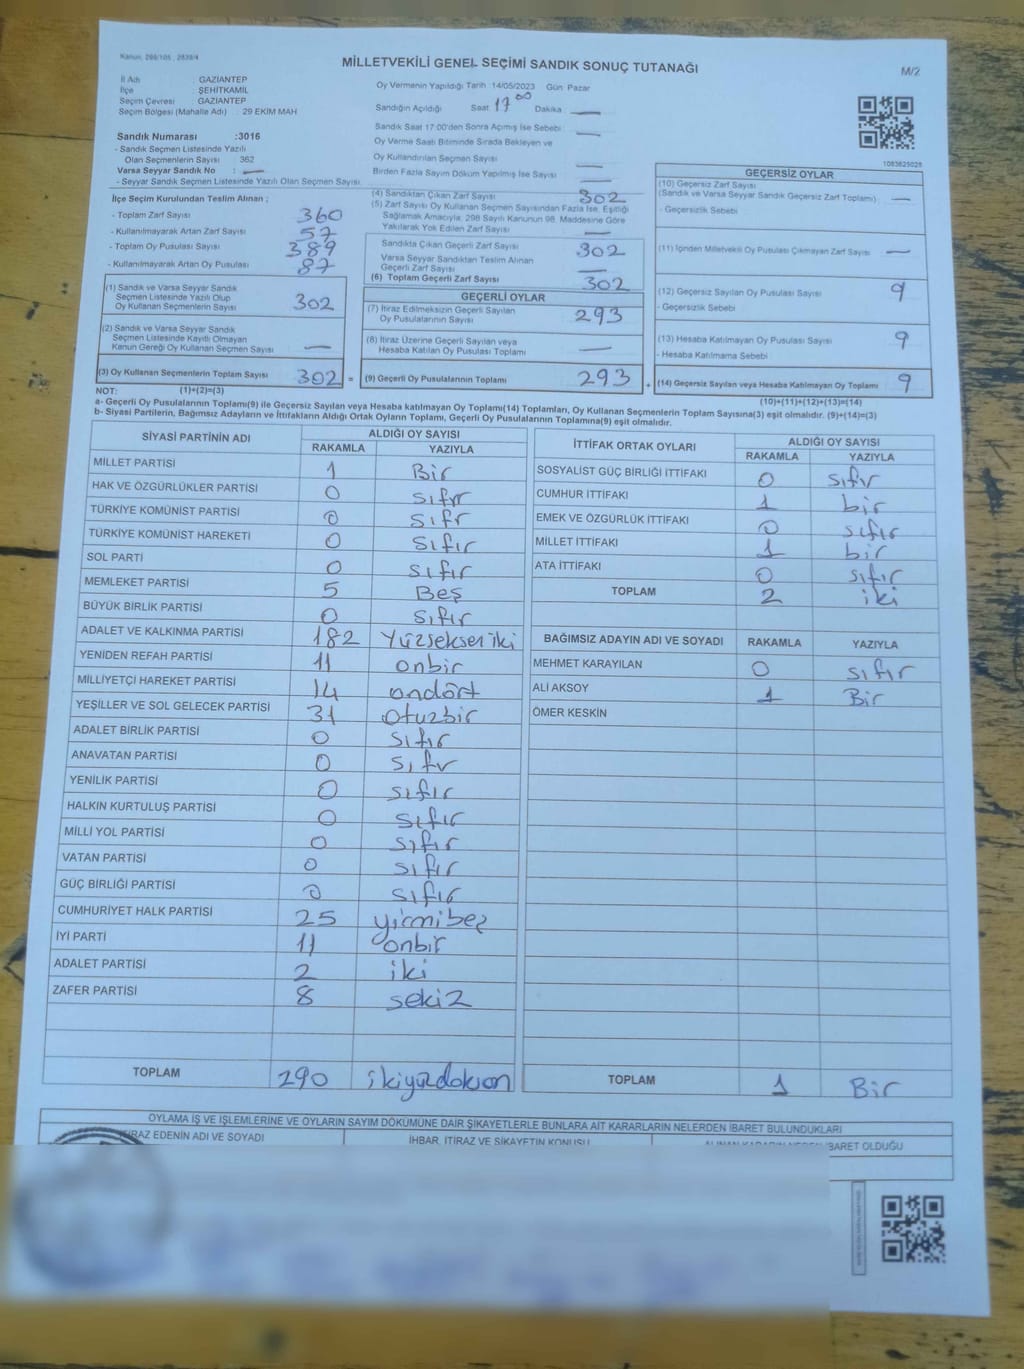 Kanun: 298/105 , 2839/4
MİLLETVEKİLİ GENEL SEÇİMİ SANDIK SONUÇ TUTANAĞI
M/2
İl Adı : GAZİANTEP
İlçe : ŞEHİTKAMİL
Seçim Çevresi : GAZİANTEP
Seçim Bölgesi (Mahalle Adı) : 29 EKİM MAH
Sandık Numarası :3016
- Sandık Seçmen Listesinde Yazılı
Olan Seçmenlerin Sayısı : 362
Varsa Seyyar Sandık No : —
- Seyyar Sandık Seçmen Listesinde Yazılı Olan Seçmen Sayısı:
Oy Vermenin Yapıldığı Tarih :14/05/2023 Gün: Pazar
Sandığın Açıldığı Saat 17 00 Dakika —
Sandık Saat 17:00'den Sonra Açılmış İse Sebebi: —
Oy Verme Saati Bitiminde Sırada Bekleyen ve
Oy Kullandırılan Seçmen Sayısı —
Birden Fazla Sayım Döküm Yapılmış İse Sayısı : —
1083625028
İlçe Seçim Kurulundan Teslim Alınan ;
- Toplam Zarf Sayısı : 360
- Kullanılmayarak Artan Zarf Sayısı : 57
- Toplam Oy Pusulası Sayısı : 389
- Kullanılmayarak Artan Oy Pusulası : 87
(4) Sandıktan Çıkan Zarf Sayısı 302
(5) Zarf Sayısı Oy Kullanan Seçmen Sayısından Fazla İse, Eşitliği
Sağlamak Amacıyla, 298 Sayılı Kanunun 98. Maddesine Göre
Yakılarak Yok Edilen Zarf Sayısı —
Sandıkta Çıkan Geçerli Zarf Sayısı 302
Varsa Seyyar Sandıktan Teslim Alınan
Geçerli Zarf Sayısı —
(6) Toplam Geçerli Zarf Sayısı 302
GEÇERSİZ OYLAR
(10) Geçersiz Zarf Sayısı
(Sandık ve Varsa Seyyar Sandık Geçersiz Zarf Toplamı) : —
- Geçersizlik Sebebi :
(11) İçinden Milletvekili Oy Pusulası Çıkmayan Zarf Sayısı : —
(12) Geçersiz Sayılan Oy Pusulası Sayısı : 9
- Geçersizlik Sebebi :
(13) Hesaba Katılmayan Oy Pusulası Sayısı : 9
- Hesaba Katılmama Sebebi :
(14) Geçersiz Sayılan veya Hesaba Katılmayan Oy Toplamı : 9
(10)+(11)+(12)+(13)=(14)
(1) Sandık ve Varsa Seyyar Sandık
Seçmen Listesinde Yazılı Olup
Oy Kullanan Seçmenlerin Sayısı : 302
(2) Sandık ve Varsa Seyyar Sandık
Seçmen Listesinde Kayıtlı Olmayan
Kanun Gereği Oy Kullanan Seçmen Sayısı : —
(3) Oy Kullanan Seçmenlerin Toplam Sayısı : 302 =
(1)+(2)=(3)
GEÇERLİ OYLAR
(7) İtiraz Edilmeksizin Geçerli Sayılan
Oy Pusulalarının Sayısı : 293
(8) İtiraz Üzerine Geçerli Sayılan veya
Hesaba Katılan Oy Pusulası Toplamı : —
(9) Geçerli Oy Pusulalarının Toplamı : 293 +
NOT:
a- Geçerli Oy Pusulalarının Toplamı(9) ile Geçersiz Sayılan veya Hesaba katılmayan Oy Toplamı(14) Toplamları, Oy Kullanan Seçmenlerin Toplam Sayısına(3) eşit olmalıdır. (9)+(14)=(3)
b- Siyasi Partilerin, Bağımsız Adayların ve İttifakların Aldığı Ortak Oyların Toplamı, Geçerli Oy Pusulalarının Toplamına(9) eşit olmalıdır.
SİYASİ PARTİNİN ADI
ALDIĞI OY SAYISI
RAKAMLA YAZIYLA
MİLLET PARTİSİ 1 Bir
HAK VE ÖZGÜRLÜKLER PARTİSİ 0 sıfır
TÜRKİYE KOMÜNİST PARTİSİ 0 sıfr
TÜRKİYE KOMÜNİST HAREKETİ 0 sıfır
SOL PARTİ 0 sıfır
MEMLEKET PARTİSİ 5 Beş
BÜYÜK BİRLİK PARTİSİ 0 sıfır
ADALET VE KALKINMA PARTİSİ 182 Yüzseksen iki
YENİDEN REFAH PARTİSİ 11 onbir
MİLLİYETÇİ HAREKET PARTİSİ 14 ondört
YEŞİLLER VE SOL GELECEK PARTİSİ 31 otuzbir
ADALET BİRLİK PARTİSİ 0 sıfır
ANAVATAN PARTİSİ 0 sıfır
YENİLİK PARTİSİ 0 sıfır
HALKIN KURTULUŞ PARTİSİ 0 sıfır
MİLLİ YOL PARTİSİ 0 sıfır
VATAN PARTİSİ 0 sıfır
GÜÇ BİRLİĞİ PARTİSİ 0 sıfır
CUMHURİYET HALK PARTİSİ 25 yirmibeş
İYİ PARTİ 11 onbir
ADALET PARTİSİ 2 iki
ZAFER PARTİSİ 8 sekiz
TOPLAM 290 ikiyüzdoksan
İTTİFAK ORTAK OYLARI
ALDIĞI OY SAYISI
RAKAMLA YAZIYLA
SOSYALİST GÜÇ BİRLİĞİ İTTİFAKI 0 sıfır
CUMHUR İTTİFAKI 1 bir
EMEK VE ÖZGÜRLÜK İTTİFAKI 0 sıfır
MİLLET İTTİFAKI 1 bir
ATA İTTİFAKI 0 sıfır
TOPLAM 2 iki
BAĞIMSIZ ADAYIN ADI VE SOYADI RAKAMLA YAZIYLA
MEHMET KARAYILAN 0 sıfır
ALİ AKSOY 1 Bir
ÖMER KESKİN
TOPLAM 1 Bir
OYLAMA İŞ VE İŞLEMLERİNE VE OYLARIN SAYIM DÖKÜMÜNE DAİR ŞİKAYETLERLE BUNLARA AİT KARARLARIN NELERDEN İBARET BULUNDUKLARI
İTİRAZ EDENİN ADI VE SOYADI
İHBAR, İTİRAZ VE ŞİKAYETİN KONUSU
İBARET OLDUĞU